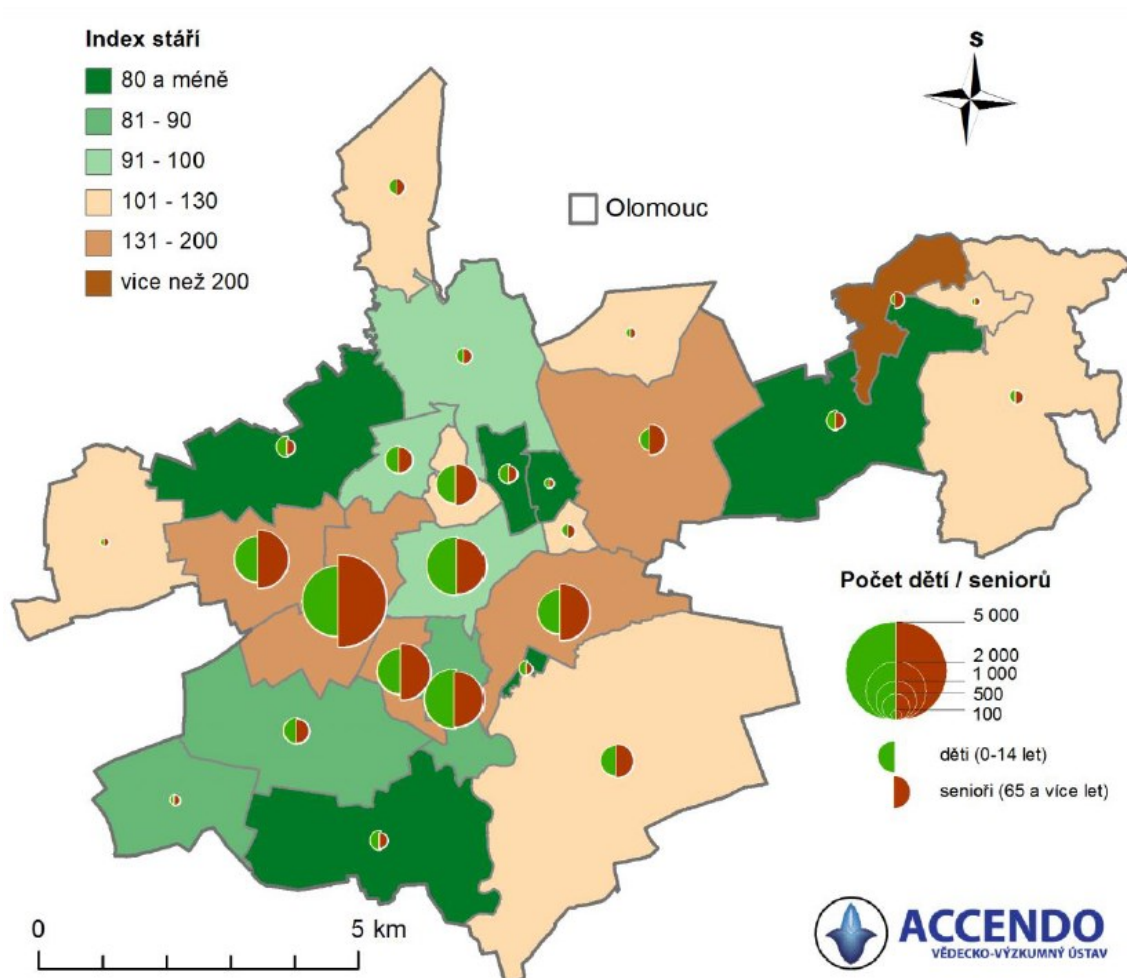 Index stáří
80 a méně
81 - 90
91 - 100
101 - 130
131 - 200
vice než 200
S
Olomouc
Počet dětí / seniorů
5 000
2 000
1 000
500
100
děti (0-14 let)
senioři (65 a více let)
0
5 km
ACCENDO
VĚDECKO-VÝZKUMNÝ ÚSTAV